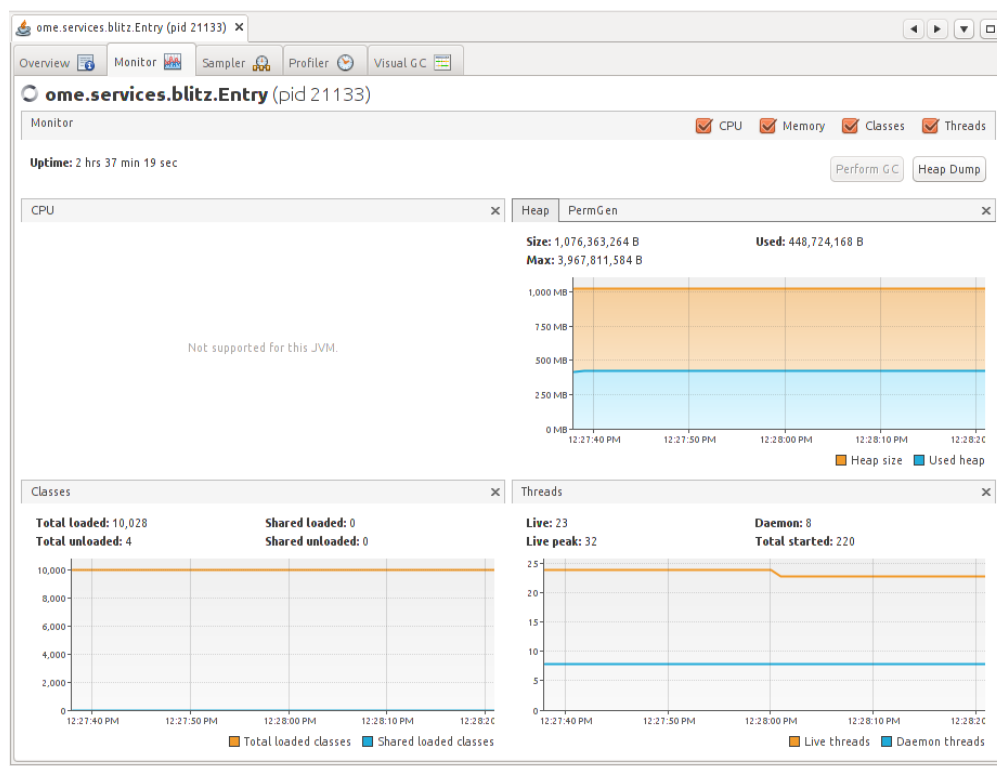 ome.services.blitz.Entry (pid 21133)
Overview Monitor Sampler Profiler Visual GC
ome.services.blitz.Entry (pid 21133)
Monitor CPU Memory Classes Threads
Uptime: 2 hrs 37 min 19 sec
Perform GC Heap Dump
CPU
Not supported for this JVM.
Heap PermGen
Size: 1,076,363,264 B Used: 448,724,168 B
Max: 3,967,811,584 B
1,000 MB
750 MB
500 MB
250 MB
0 MB
12:27:40 PM 12:27:50 PM 12:28:00 PM 12:28:10 PM 12:28:20
Heap size Used heap
Classes
Total loaded: 10,028 Shared loaded: 0
Total unloaded: 4 Shared unloaded: 0
10,000
8,000
6,000
4,000
2,000
0
12:27:40 PM 12:27:50 PM 12:28:00 PM 12:28:10 PM 12:28:20
Total loaded classes Shared loaded classes
Threads
Live: 23 Daemon: 8
Live peak: 32 Total started: 220
25
20
15
10
5
0
12:27:40 PM 12:27:50 PM 12:28:00 PM 12:28:10 PM 12:28:20
Live threads Daemon threads